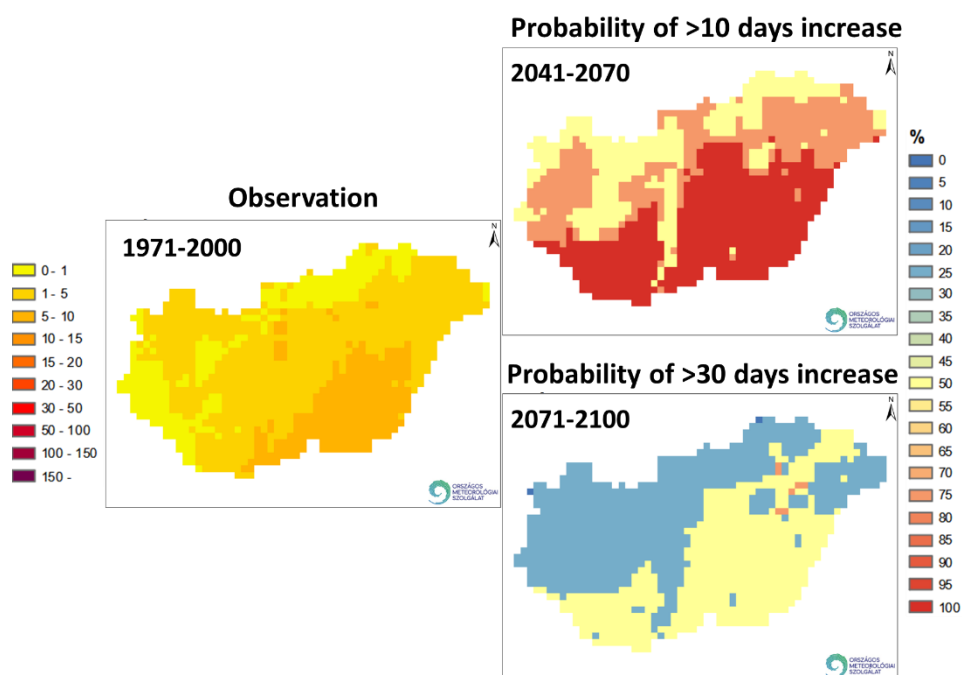 Observation
1971-2000
N
0 - 1
1 - 5
5 - 10
10 - 15
15 - 20
20 - 30
30 - 50
50 - 100
100 - 150
150 -
ORSZÁGOS
METEOROLÓGIAI
SZOLGÁLAT
Probability of >10 days increase
2041-2070
N
ORSZÁGOS
METEOROLÓGIAI
SZOLGÁLAT
Probability of >30 days increase
2071-2100
N
ORSZÁGOS
METEOROLÓGIAI
SZOLGÁLAT
%
0
5
10
15
20
25
30
35
40
45
50
55
60
65
70
75
80
85
90
95
100